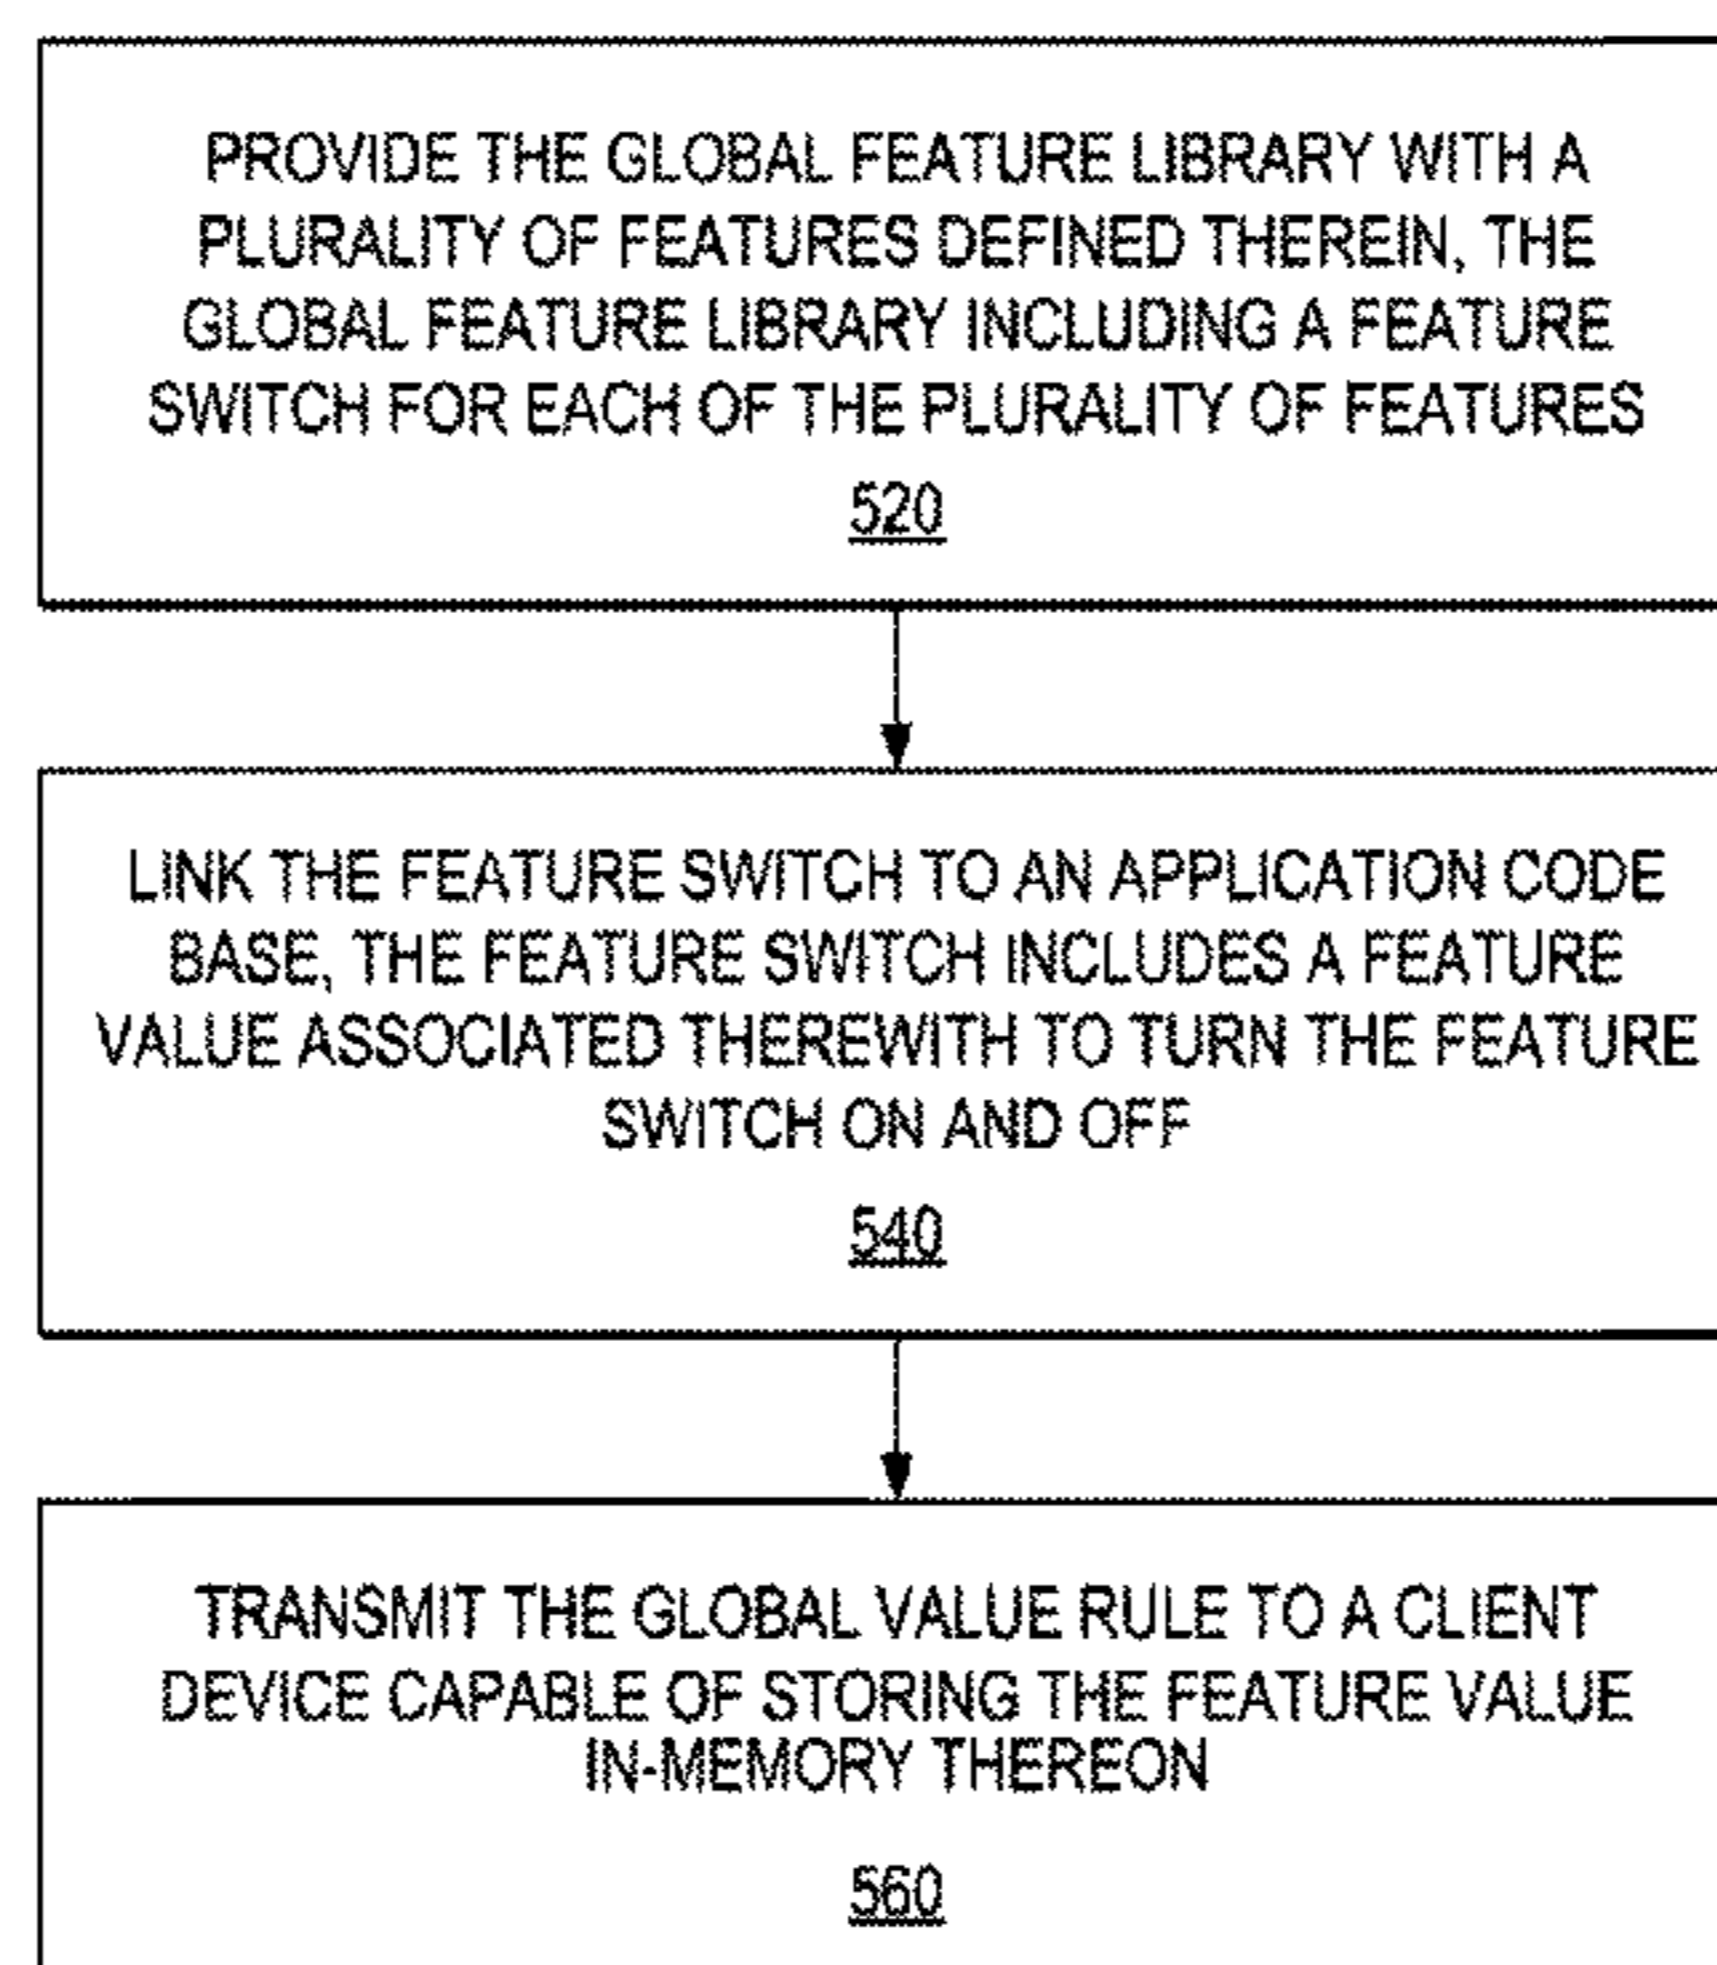 PROVIDE THE GLOBAL FEATURE LIBRARY WITH A
PLURALITY OF FEATURES DEFINED THEREIN, THE
GLOBAL FEATURE LIBRARY INCLUDING A FEATURE
SWITCH FOR EACH OF THE PLURALITY OF FEATURES
520
LINK THE FEATURE SWITCH TO AN APPLICATION CODE
BASE, THE FEATURE SWITCH INCLUDES A FEATURE
VALUE ASSOCIATED THEREWITH TO TURN THE FEATURE
SWITCH ON AND OFF
540
TRANSMIT THE GLOBAL VALUE RULE TO A CLIENT
DEVICE CAPABLE OF STORING THE FEATURE VALUE
IN-MEMORY THEREON
560